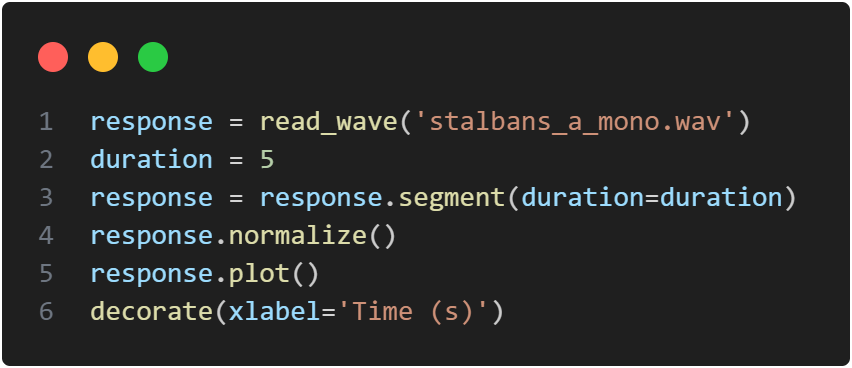 1 response = read_wave('stalbans_a_mono.wav')
2 duration = 5
3 response = response.segment(duration=duration)
4 response.normalize()
5 response.plot()
6 decorate(xlabel='Time (s)')